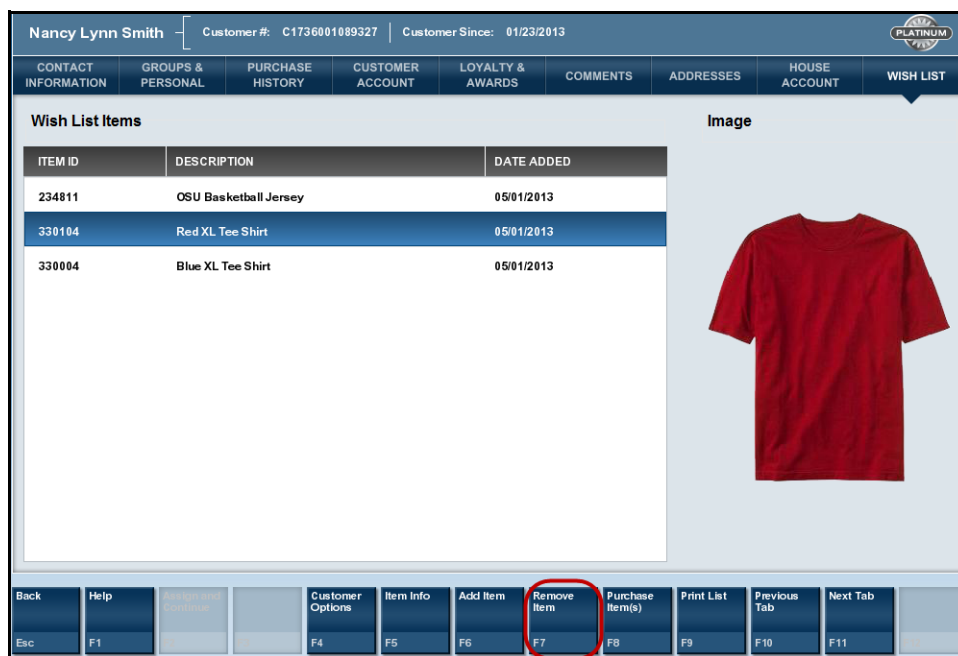 Nancy Lynn Smith Customer #: C1736001089327 Customer Since: 01/23/2013 PLATINUM
CONTACT INFORMATION GROUPS & PERSONAL PURCHASE HISTORY CUSTOMER ACCOUNT LOYALTY & AWARDS COMMENTS ADDRESSES HOUSE ACCOUNT WISH LIST
Wish List Items Image
ITEM ID DESCRIPTION DATE ADDED
234811 OSU Basketball Jersey 05/01/2013
330104 Red XL Tee Shirt 05/01/2013
330004 Blue XL Tee Shirt 05/01/2013
Back Help Assign and Continue Customer Options Item Info Add Item Remove Item Purchase Item(s) Print List Previous Tab Next Tab
Esc F1 F4 F5 F6 F7 F8 F9 F10 F11